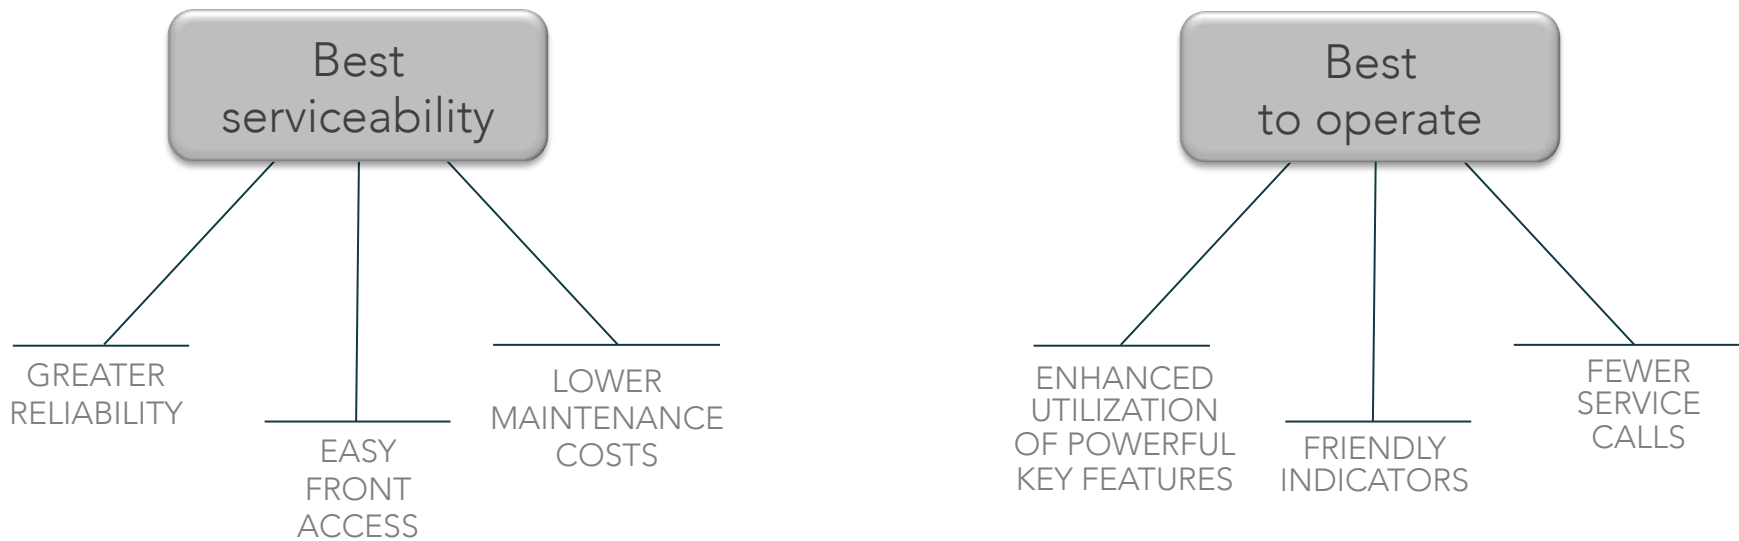 Best
serviceability
GREATER
RELIABILITY
EASY
FRONT
ACCESS
LOWER
MAINTENANCE
COSTS
Best
to operate
ENHANCED
UTILIZATION
OF POWERFUL
KEY FEATURES
FRIENDLY
INDICATORS
FEWER
SERVICE
CALLS